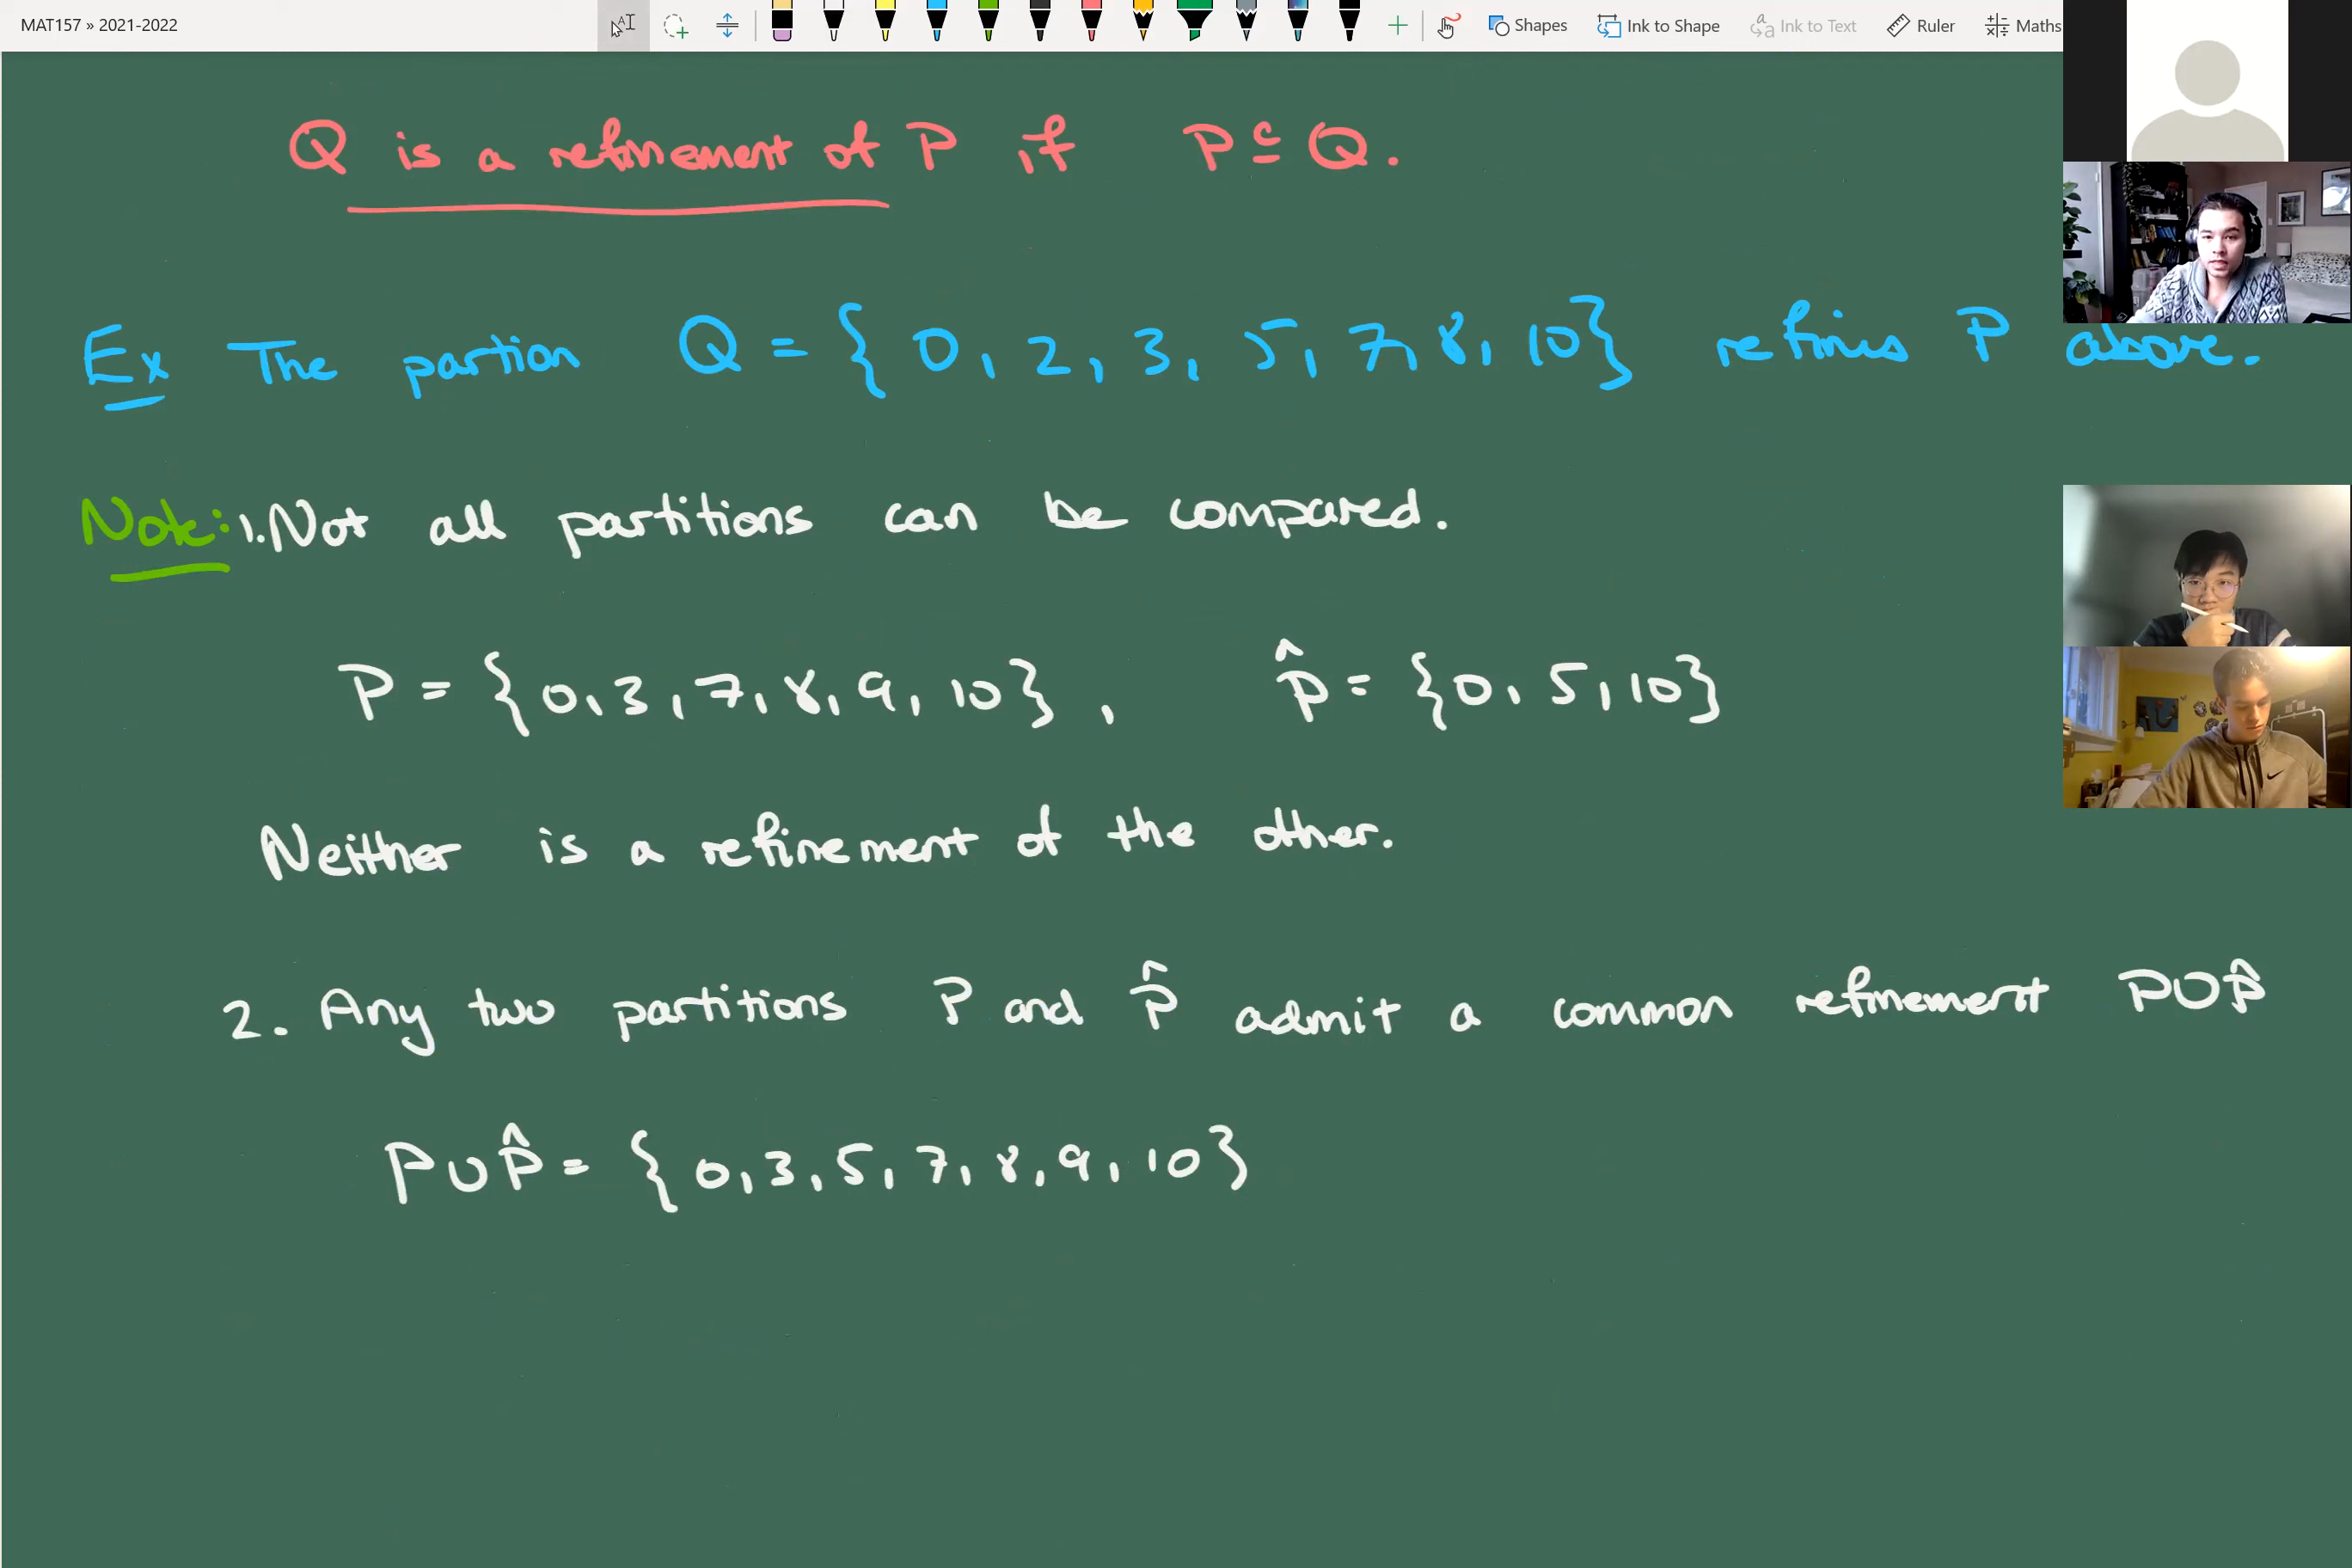 MAT157 » 2021-2022
Shapes Ink to Shape Ink to Text Ruler Maths
Q is a refinement of P if P ⊆ Q.
Ex The partion Q = { 0, 2, 3, 5, 7, 8, 10} refines P above.
Note: 1. Not all partitions can be compared.
P = {0, 3, 7, 8, 9, 10}, P̂ = {0, 5, 10}
Neither is a refinement of the other.
2. Any two partitions P and P̂ admit a common refinement P∪P̂
P∪P̂ = { 0, 3, 5, 7, 8, 9, 10}